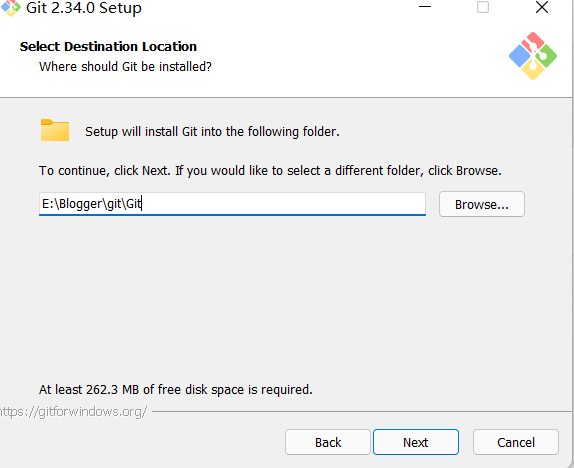 Git 2.34.0 Setup
Select Destination Location
Where should Git be installed?
Setup will install Git into the following folder.
To continue, click Next. If you would like to select a different folder, click Browse.
E:\Blogger\git\Git
Browse...
At least 262.3 MB of free disk space is required.
https://gitforwindows.org/
Back
Next
Cancel